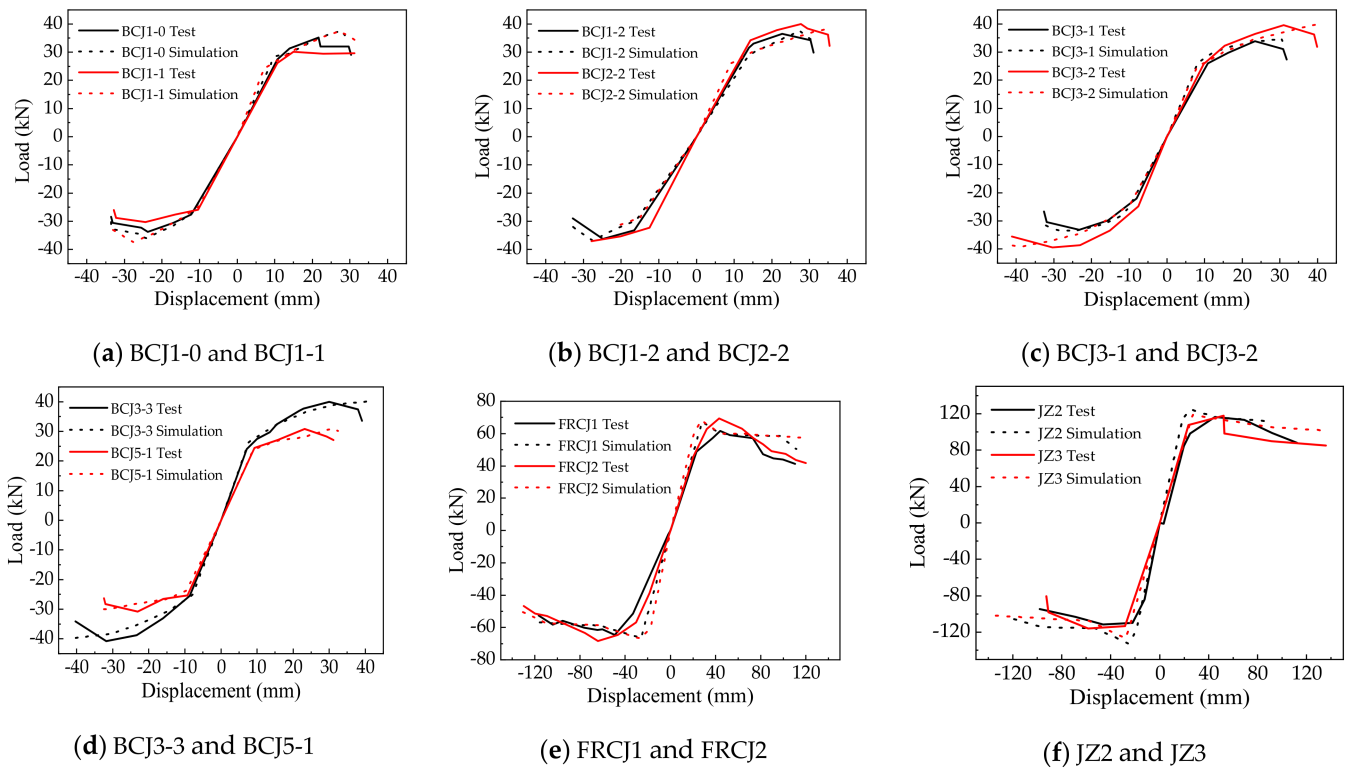 40
30
20
10
0
-10
-20
-30
-40
Load (kN)
BCJ1-0 Test
BCJ1-0 Simulation
BCJ1-1 Test
BCJ1-1 Simulation
-40 -30 -20 -10 0 10 20 30 40
Displacement (mm)
(a) BCJ1-0 and BCJ1-1
40
30
20
10
0
-10
-20
-30
-40
Load (kN)
BCJ1-2 Test
BCJ1-2 Simulation
BCJ2-2 Test
BCJ2-2 Simulation
-40 -30 -20 -10 0 10 20 30 40
Displacement (mm)
(b) BCJ1-2 and BCJ2-2
40
30
20
10
0
-10
-20
-30
-40
Load (kN)
BCJ3-1 Test
BCJ3-1 Simulation
BCJ3-2 Test
BCJ3-2 Simulation
-40 -30 -20 -10 0 10 20 30 40
Displacement (mm)
(c) BCJ3-1 and BCJ3-2
40
30
20
10
0
-10
-20
-30
-40
Load (kN)
BCJ3-3 Test
BCJ3-3 Simulation
BCJ5-1 Test
BCJ5-1 Simulation
-40 -30 -20 -10 0 10 20 30 40
Displacement (mm)
(d) BCJ3-3 and BCJ5-1
80
60
40
20
0
-20
-40
-60
-80
Load (kN)
FRCJ1 Test
FRCJ1 Simulation
FRCJ2 Test
FRCJ2 Simulation
-120 -80 -40 0 40 80 120
Displacement (mm)
(e) FRCJ1 and FRCJ2
120
80
40
0
-40
-80
-120
Load (kN)
JZ2 Test
JZ2 Simulation
JZ3 Test
JZ3 Simulation
-120 -80 -40 0 40 80 120
Displacement (mm)
(f) JZ2 and JZ3